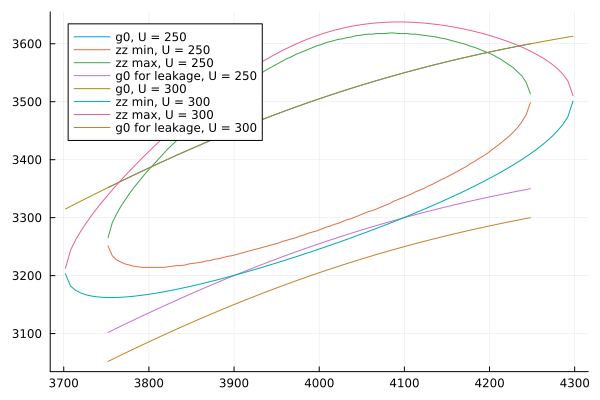 g0, U = 250
zz min, U = 250
zz max, U = 250
g0 for leakage, U = 250
g0, U = 300
zz min, U = 300
zz max, U = 300
g0 for leakage, U = 300
3600
3500
3400
3300
3200
3100
3700 3800 3900 4000 4100 4200 4300